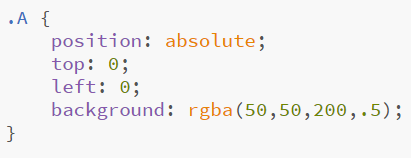 .A {
    position: absolute;
    top: 0;
    left: 0;
    background: rgba(50,50,200,.5);
}